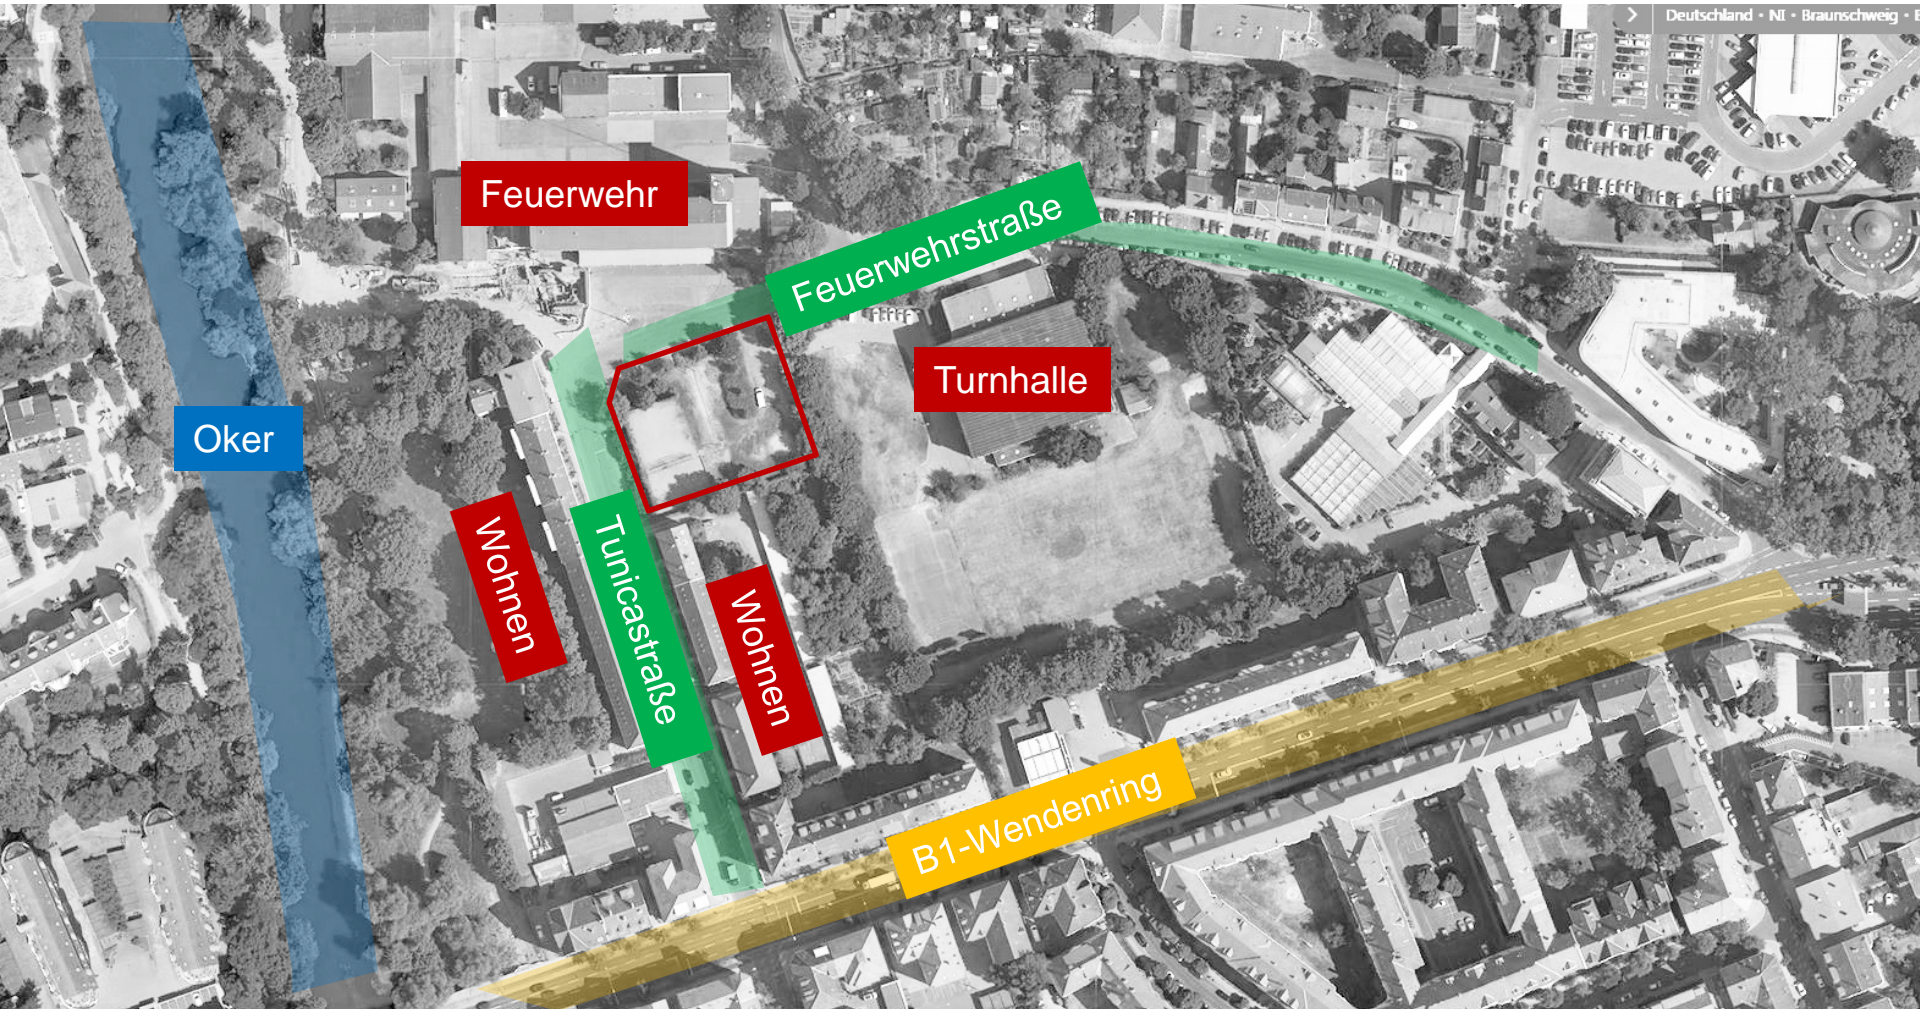 Deutschland • NI • Braunschweig •
Feuerwehr
Feuerwehrstraße
Turnhalle
Oker
Wohnen
Tunicastraße
Wohnen
B1-Wendenring